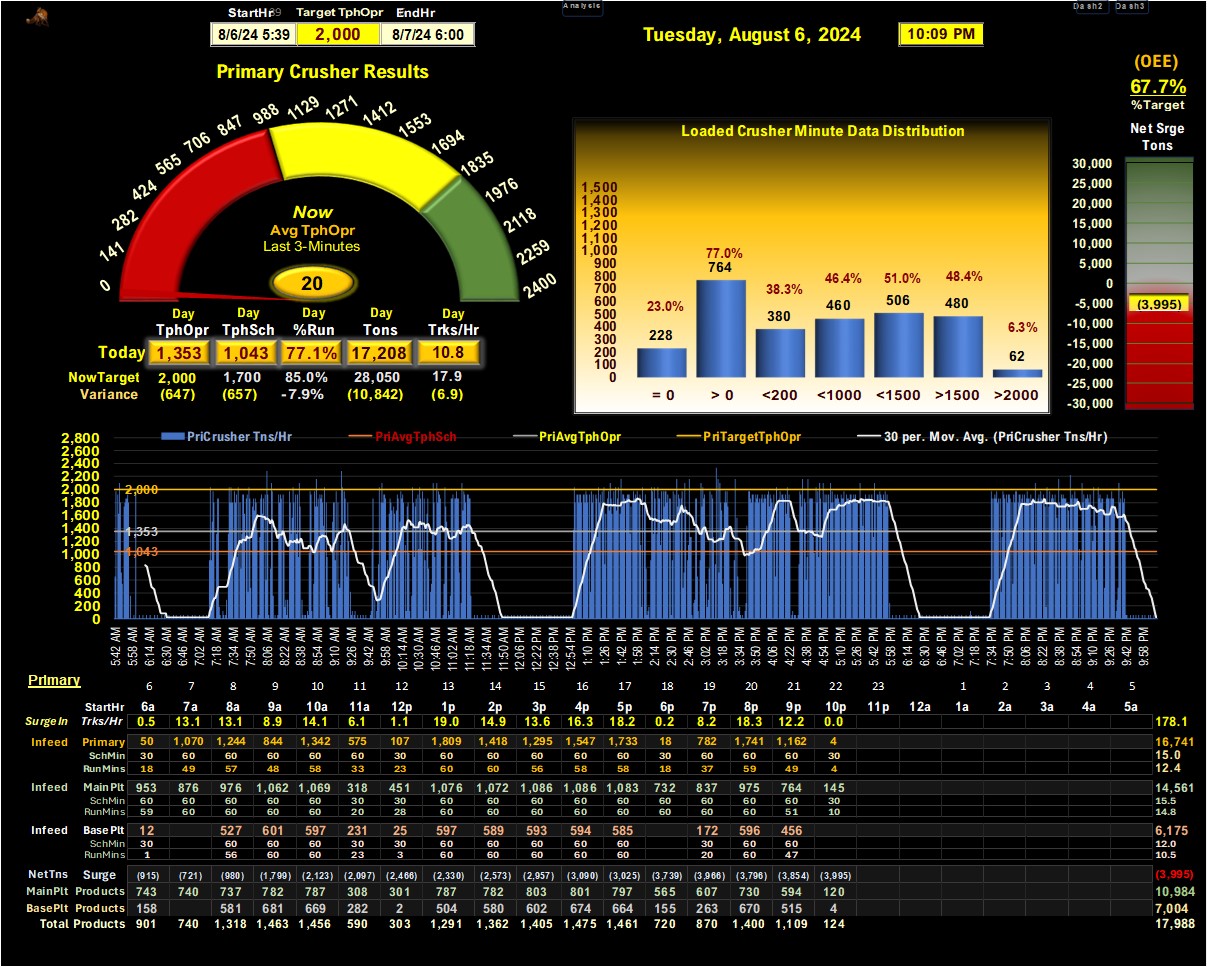 Analysis
Dash2 Dash3
StartHr Target TphOpr EndHr
8/6/24 5:39 2,000 8/7/24 6:00
Tuesday, August 6, 2024 10:09 PM
Primary Crusher Results
(OEE)
67.7%
%Target
Net Srge
Tons
0 141 282 424 565 706 847 988 1129 1271 1412 1553 1694 1835 1976 2118 2259 2400
Now
Avg TphOpr
Last 3-Minutes
20
Day Day Day Day Day
TphOpr TphSch %Run Tons Trks/Hr
Today 1,353 1,043 77.1% 17,208 10.8
NowTarget 2,000 1,700 85.0% 28,050 17.9
Variance (647) (657) -7.9% (10,842) (6.9)
Loaded Crusher Minute Data Distribution
1,500
1,400
1,300
1,200
1,100
1,000
900
800
700
600
500
400
300
200
100
0
23.0% 77.0% 38.3% 46.4% 51.0% 48.4% 6.3%
228 764 380 460 506 480 62
= 0 > 0 <200 <1000 <1500 >1500 >2000
30,000
25,000
20,000
15,000
10,000
5,000
0
-5,000
-10,000
-15,000
-20,000
-25,000
-30,000
(3,995)
PriCrusher Tns/Hr PriAvgTphSch PriAvgTphOpr PriTargetTphOpr 30 per. Mov. Avg. (PriCrusher Tns/Hr)
2,800
2,600
2,400
2,200
2,000
1,800
1,600
1,400
1,200
1,000
800
600
400
200
0
2,000
1,353
1,043
5:42 AM 5:58 AM 6:14 AM 6:30 AM 6:46 AM 7:02 AM 7:18 AM 7:34 AM 7:50 AM 8:06 AM 8:22 AM 8:38 AM 8:54 AM 9:10 AM 9:26 AM 9:42 AM 9:58 AM 10:14 AM 10:30 AM 10:46 AM 11:02 AM 11:18 AM 11:34 AM 11:50 AM 12:06 PM 12:22 PM 12:38 PM 12:54 PM 1:10 PM 1:26 PM 1:42 PM 1:58 PM 2:14 PM 2:30 PM 2:46 PM 3:02 PM 3:18 PM 3:34 PM 3:50 PM 4:06 PM 4:22 PM 4:38 PM 4:54 PM 5:10 PM 5:26 PM 5:42 PM 5:58 PM 6:14 PM 6:30 PM 6:46 PM 7:02 PM 7:18 PM 7:34 PM 7:50 PM 8:06 PM 8:22 PM 8:38 PM 8:54 PM 9:10 PM 9:26 PM 9:42 PM 9:58 PM
Primary
6 7 8 9 10 11 12 13 14 15 16 17 18 19 20 21 22 23 1 2 3 4 5
StartHr 6a 7a 8a 9a 10a 11a 12p 1p 2p 3p 4p 5p 6p 7p 8p 9p 10p 11p 12a 1a 2a 3a 4a 5a
SurgeIn Trks/Hr 0.5 13.1 13.1 8.9 14.1 6.1 1.1 19.0 14.9 13.6 16.3 18.2 0.2 8.2 18.3 12.2 0.0 178.1
Infeed Primary 50 1,070 1,244 844 1,342 575 107 1,809 1,418 1,295 1,547 1,733 18 782 1,741 1,162 4 16,741
SchMin 30 60 60 60 60 60 30 60 60 60 60 60 30 60 60 60 30 15.0
RunMins 18 49 57 48 58 33 23 60 60 56 58 58 18 37 59 49 4 12.4
Infeed MainPlt 953 876 976 1,062 1,069 318 451 1,076 1,072 1,086 1,086 1,083 732 837 975 764 145 14,561
SchMin 60 60 60 60 60 30 30 60 60 60 60 60 60 60 60 60 30 15.5
RunMins 59 60 60 60 60 20 28 60 60 60 60 60 60 60 60 51 10 14.8
Infeed BasePlt 12 527 601 597 231 25 597 589 593 594 585 172 596 456 6,175
SchMin 30 60 60 60 30 30 60 60 60 60 60 30 60 60 12.0
RunMins 1 56 60 60 23 3 60 60 60 60 60 20 60 47 10.5
NetTns Surge (915) (721) (980) (1,799) (2,123) (2,097) (2,466) (2,330) (2,573) (2,957) (3,090) (3,025) (3,739) (3,966) (3,796) (3,854) (3,995) (3,995)
MainPlt Products 743 740 737 782 787 308 301 787 782 803 801 797 565 607 730 594 120 10,984
BasePlt Products 158 581 681 669 282 2 504 580 602 674 664 155 263 670 515 4 7,004
Total Products 901 740 1,318 1,463 1,456 590 303 1,291 1,362 1,405 1,475 1,461 720 870 1,400 1,109 124 17,988